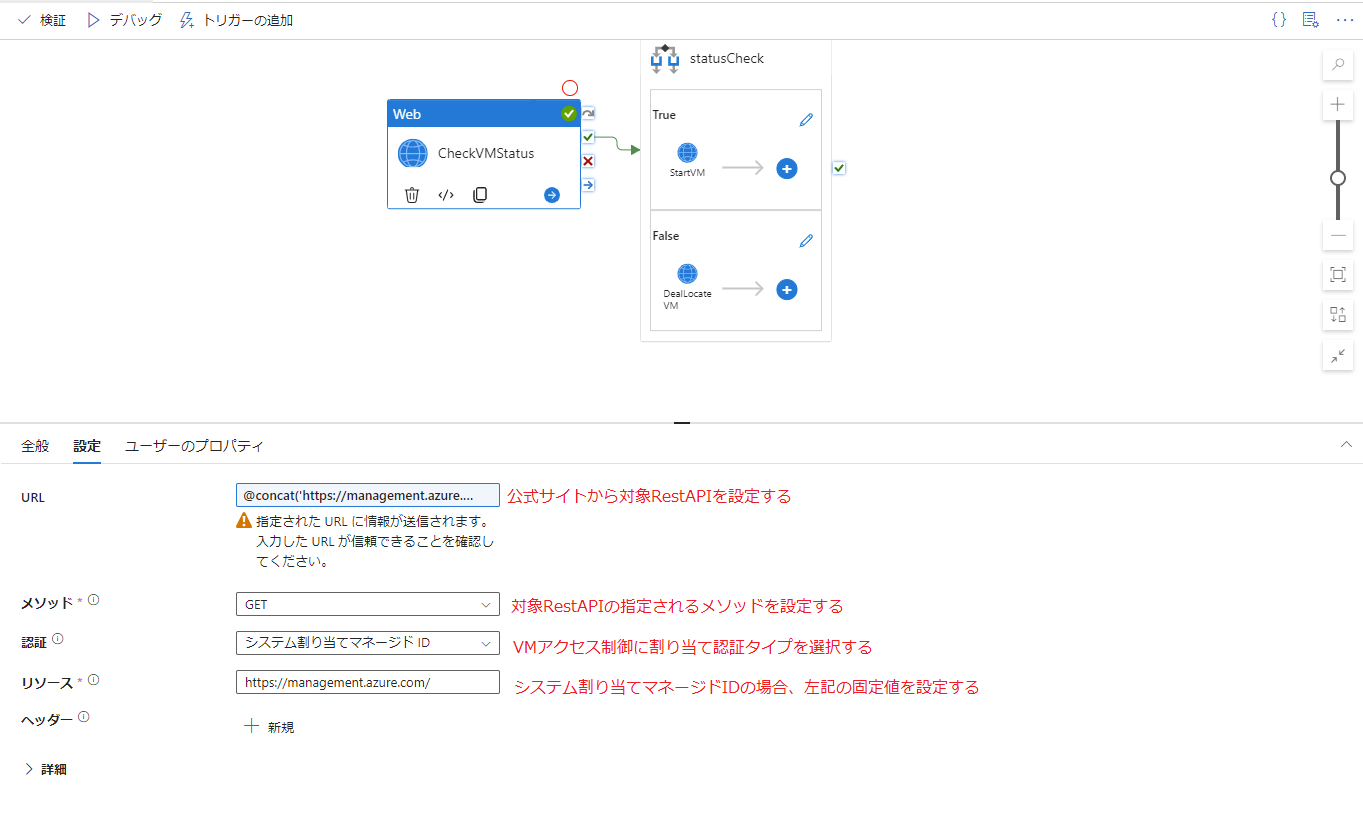 検証 デバッグ トリガーの追加 {}
statusCheck
Web
True
CheckVMStatus
StartVM
False
DealLocate
VM
全般 設定 ユーザーのプロパティ
URL @concat('https://management.azure.... 公式サイトから対象RestAPIを設定する
指定された URL に情報が送信されます。
入力した URL が信頼できることを確認し
てください。
メソッド * GET 対象RestAPIの指定されるメソッドを設定する
認証 システム割り当てマネージド ID VMアクセス制御に割り当て認証タイプを選択する
リソース * https://management.azure.com/ システム割り当てマネージドIDの場合、左記の固定値を設定する
ヘッダー 新規
詳細